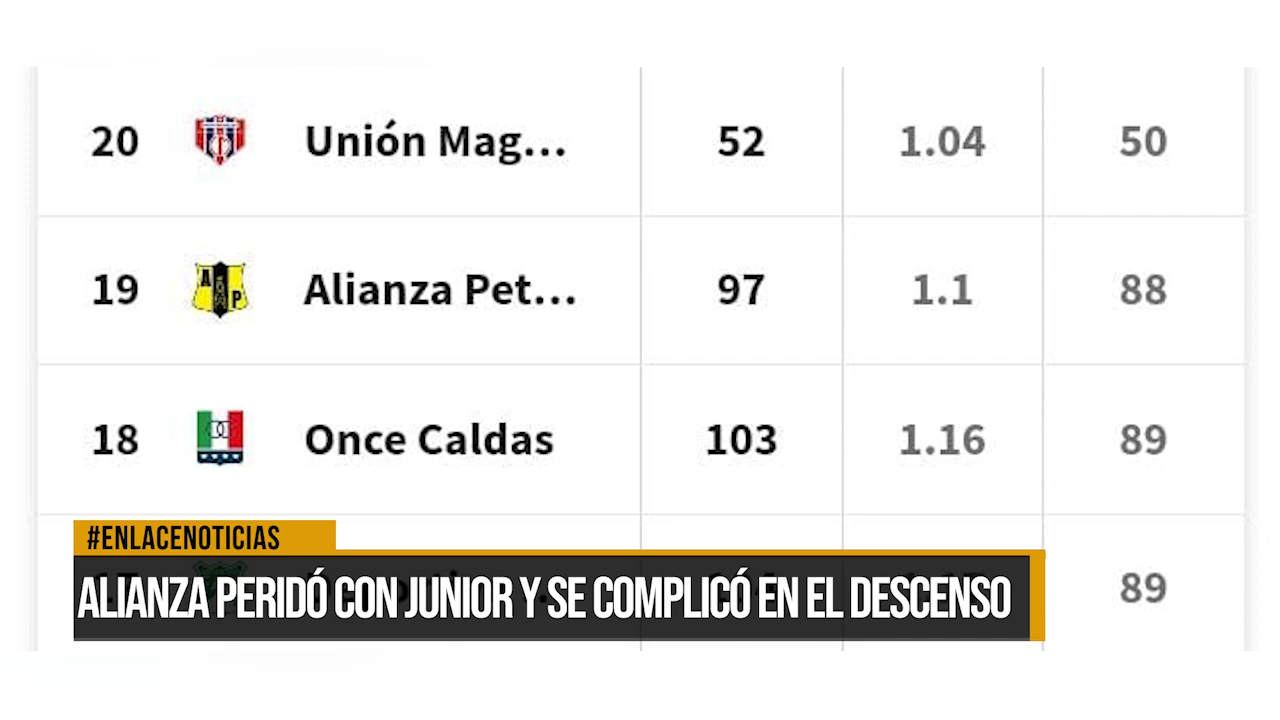 20 Unión Mag... 52 1.04 50
19 Alianza Pet... 97 1.1 88
AP
18 Once Caldas 103 1.16 89
89
#ENLACENOTICIAS
ALIANZA PERIDÓ CON JUNIOR Y SE COMPLICÓ EN EL DESCENSO